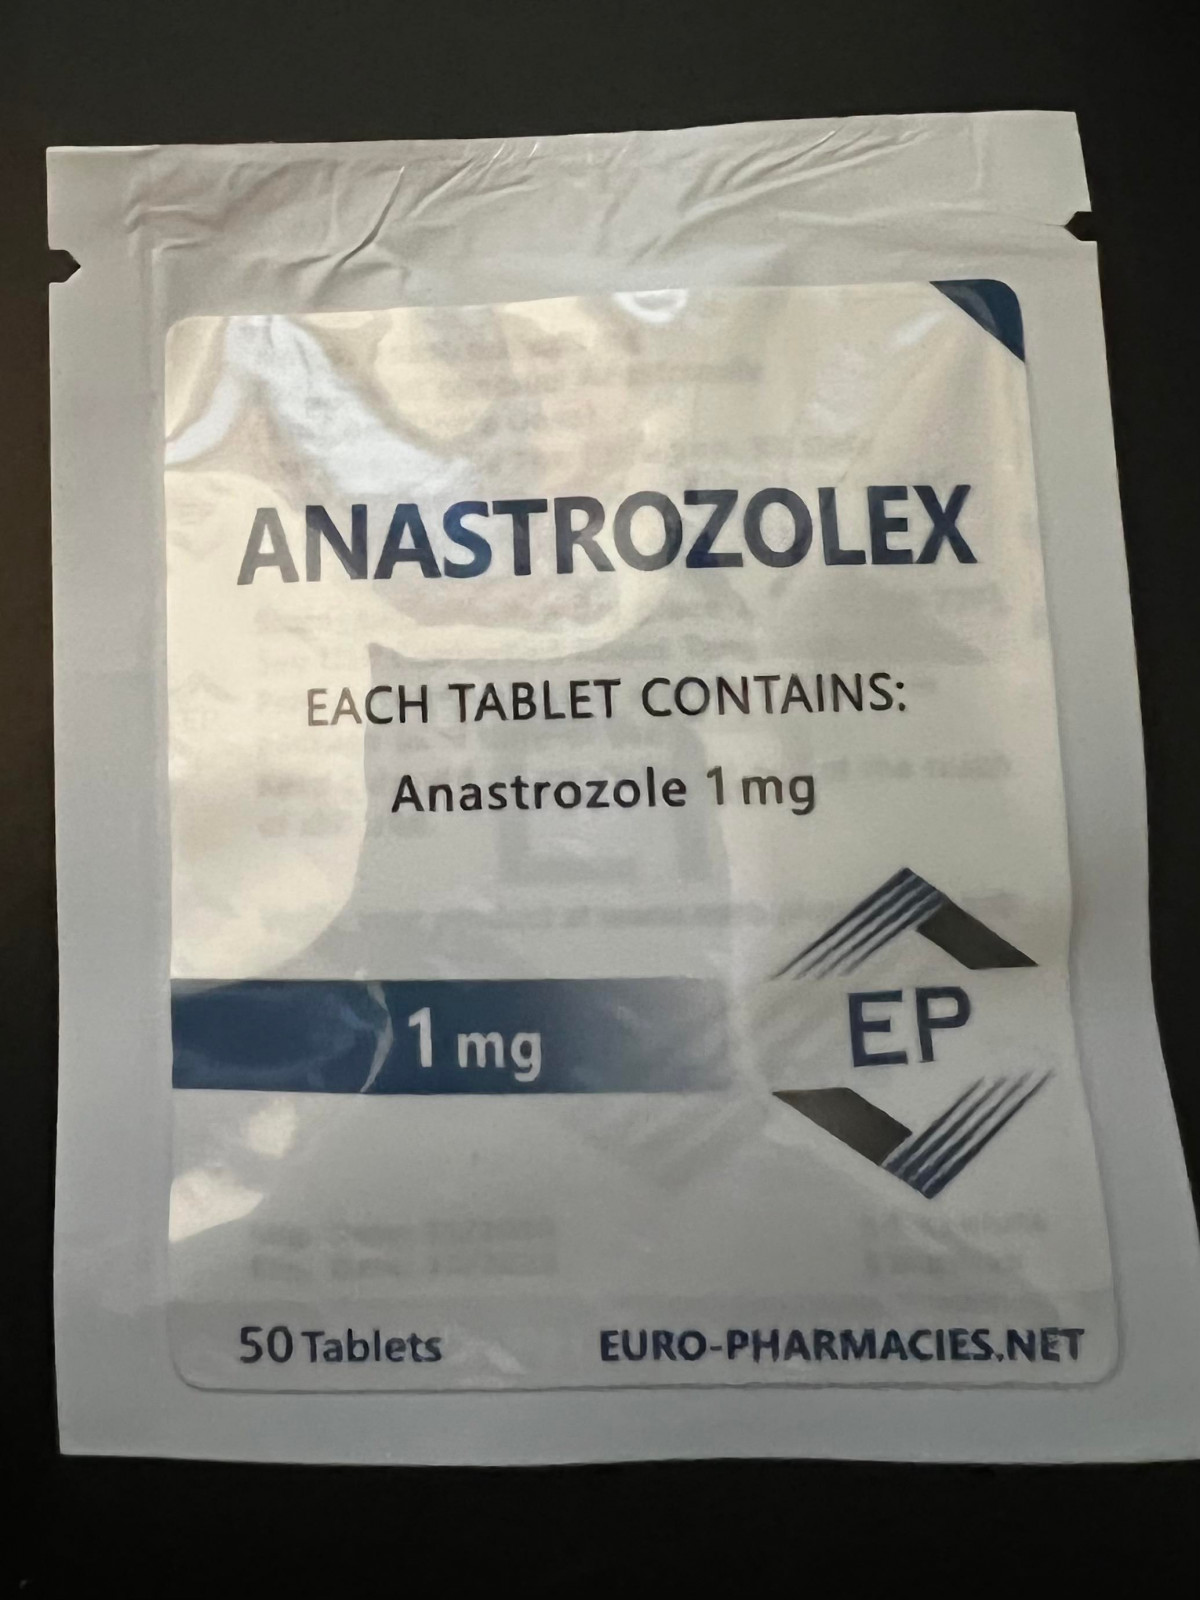 ANASTROZOLEX
EACH TABLET CONTAINS:
Anastrozole 1 mg
1 mg
EP
50 Tablets
EURO-PHARMACIES.NET